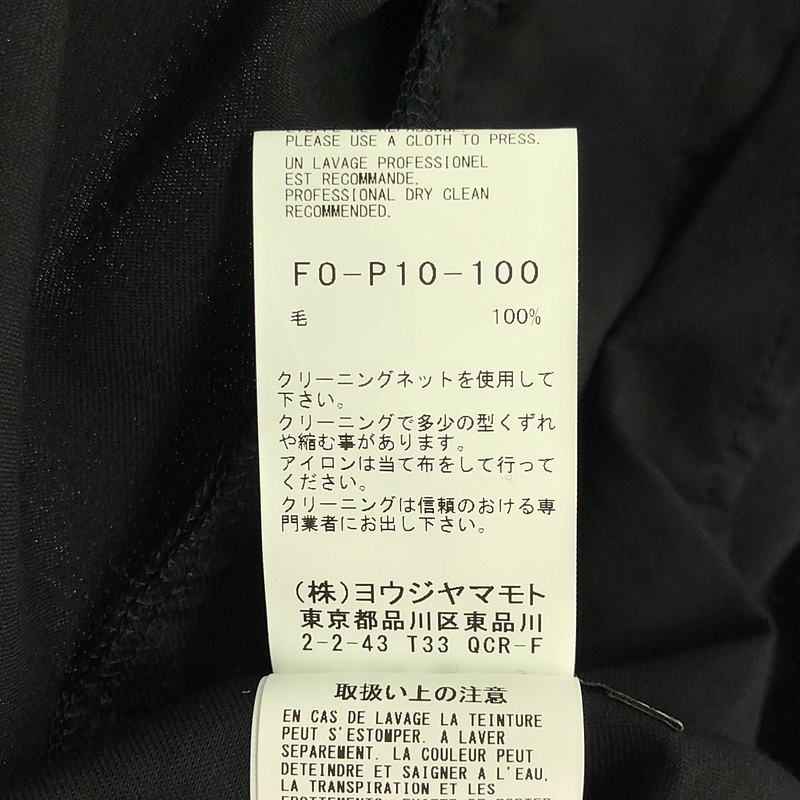 PLEASE USE A CLOTH TO PRESS.
UN LAVAGE PROFESSIONEL
EST RECOMMANDE.
PROFESSIONAL DRY CLEAN
RECOMMENDED.
F0-P10-100
毛 100%
クリーニングネットを使用して
下さい。
クリーニングで多少の型くずれ
や縮む事があります。
アイロンは当て布をして行って
ください。
クリーニングは信頼のおける専
門業者にお出し下さい。
(株)ヨウジヤマモト
東京都品川区東品川
2-2-43 T33 QCR-F
取扱い上の注意
EN CAS DE LAVAGE LA TEINTURE
PEUT S'ESTOMPER. A LAVER
SEPAREMENT. LA COULEUR PEUT
DETEINDRE ET SAIGNER A L'EAU,
LA TRANSPIRATION ET LES